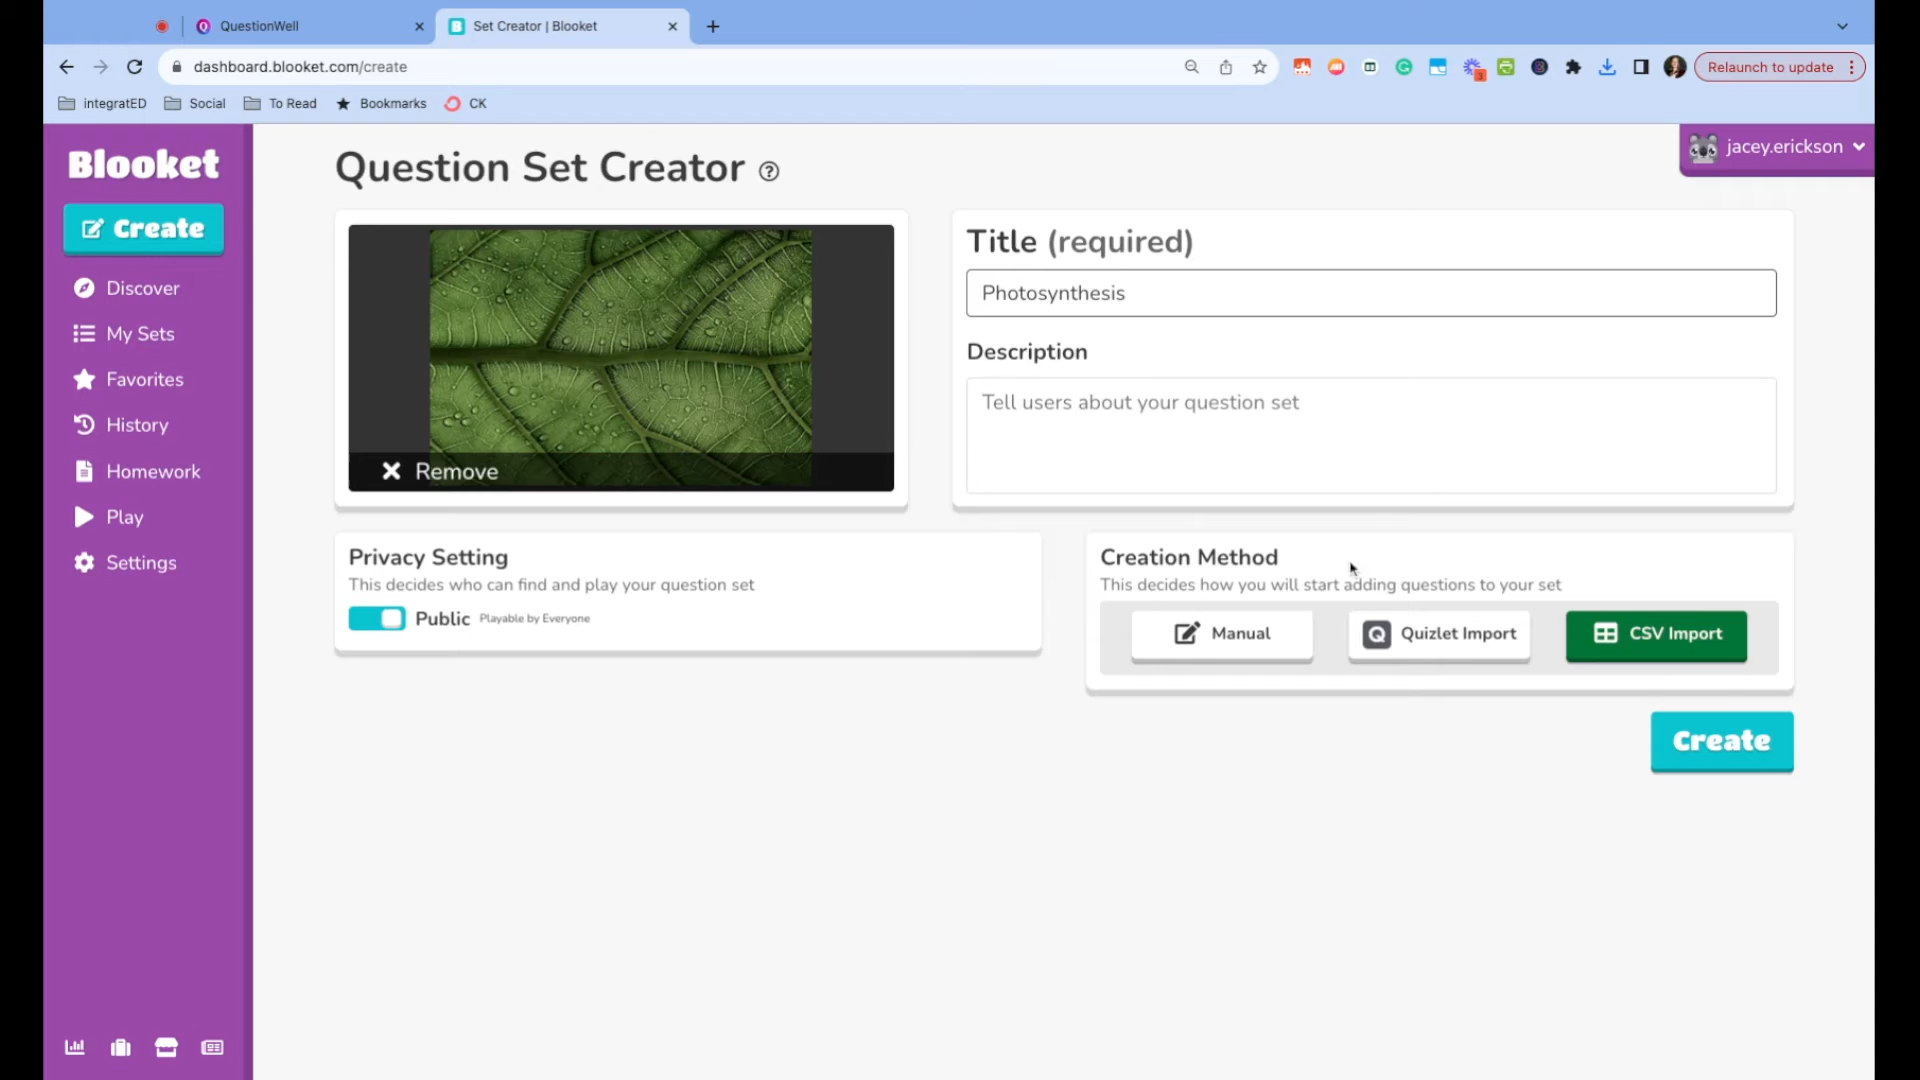 QuestionWell
Set Creator | Blooket
dashboard.blooket.com/create
3
Relaunch to update
integratED
Social
To Read
Bookmarks
CK
Blooket
Create
Discover
My Sets
Favorites
History
Homework
Play
Settings
Question Set Creator
jacey.erickson
Remove
Title (required)
Photosynthesis
Description
Tell users about your question set
Privacy Setting
This decides who can find and play your question set
Public Playable by Everyone
Creation Method
This decides how you will start adding questions to your set
Manual
Quizlet Import
CSV Import
Create